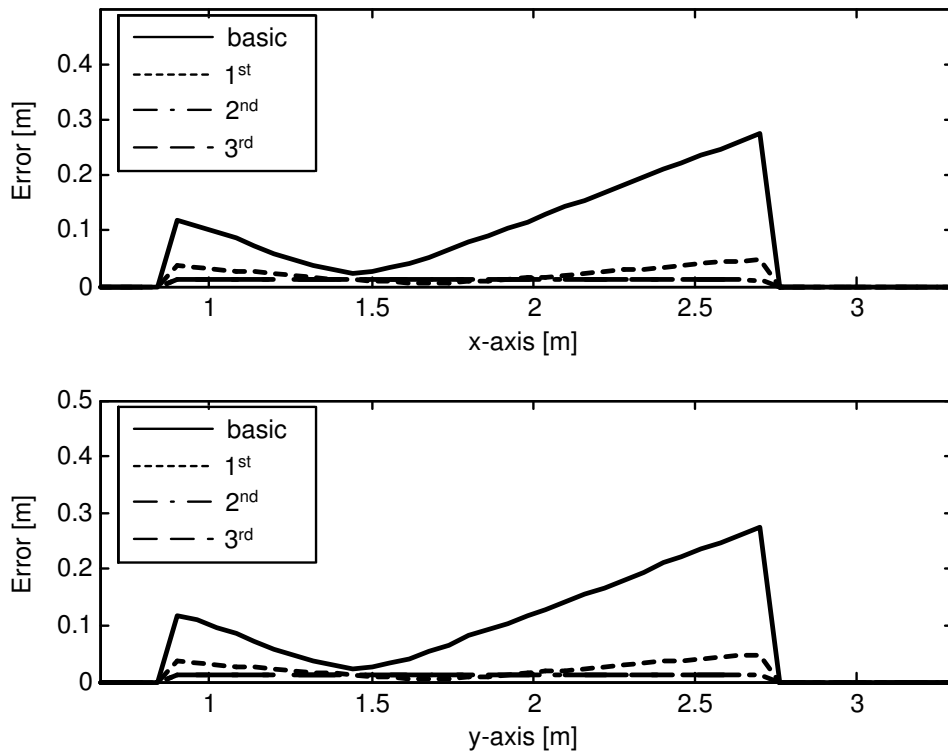 basic
1st
2nd
3rd
0.4
0.3
0.2
0.1
0
Error [m]
1 1.5 2 2.5 3
x-axis [m]
basic
1st
2nd
3rd
0.5
0.4
0.3
0.2
0.1
0
Error [m]
1 1.5 2 2.5 3
y-axis [m]